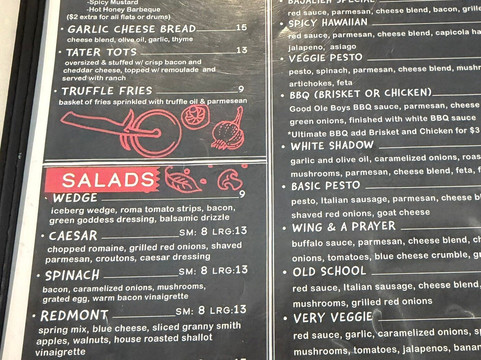 -Spicy Mustard
-Hot Honey Barbeque
($2 extra for all flats or drums)
• GARLIC CHEESE BREAD 15
cheese blend, olive oil, garlic, thyme
• TATER TOTS 13
oversized & stuffed w/ crisp bacon and
cheddar cheese, topped w/ remoulade and
served with ranch
• TRUFFLE FRIES 9
basket of fries sprinkled with truffle oil & parmesean
SALADS
• WEDGE 9
iceberg wedge, roma tomato strips, bacon,
green goddess dressing, balsamic drizzle
• CAESAR SM: 8 LRG:13
chopped romaine, grilled red onions, shaved
parmesan, croutons, caesar dressing
• SPINACH SM: 8 LRG:13
bacon, caramelized onions, mushrooms,
grated egg, warm bacon vinaigrette
• REDMONT SM: 8 LRG:13
spring mix, blue cheese, sliced granny smith
apples, walnuts, house roasted shallot
vinaigrette
red sauce, parmesan, cheese blend, bacon,
• SPICY HAWAIIAN
red sauce, parmesan, cheese blend, capicola
jalapeno, asiago
• VEGGIE PESTO
pesto, spinach, parmesan, cheese blend,
artichokes, feta
• BBQ (BRISKET OR CHICKEN)
Good Ole Boys BBQ sauce, parmesan, cheese
green onions, finished with white BBQ sauce
*Ultimate BBQ add Brisket and Chicken for $3
• WHITE SHADOW
garlic and olive oil, caramelized onions,
mushrooms, parmesan, cheese blend, feta,
• BASIC PESTO
pesto, Italian sausage, parmesan, cheese
shaved red onions, goat cheese
• WING & A PRAYER
buffalo sauce, parmesan, cheese blend,
onions, tomatoes, blue cheese crumble,
• OLD SCHOOL
red sauce, Italian sausage, cheese blend,
mushrooms, grilled red onions
• VERY VEGGIE
red sauce, garlic, caramelized onions,
mushrooms, tomatoes, jalapenos,